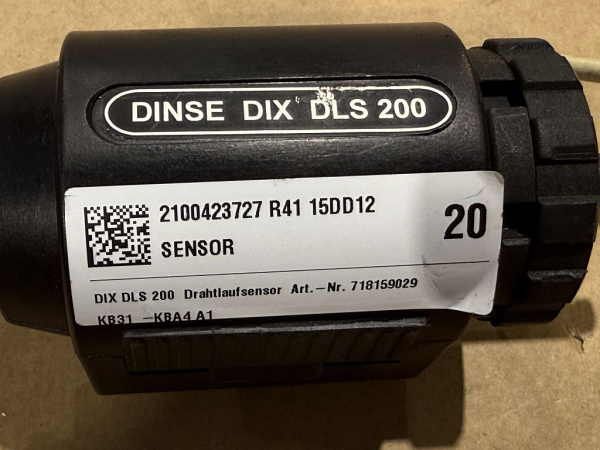 DINSE DIX DLS 200
2100423727 R41 15DD12
SENSOR
20
DIX DLS 200 Drahtlaufsensor Art.-Nr. 718159029
KB31 -KBA4 A1